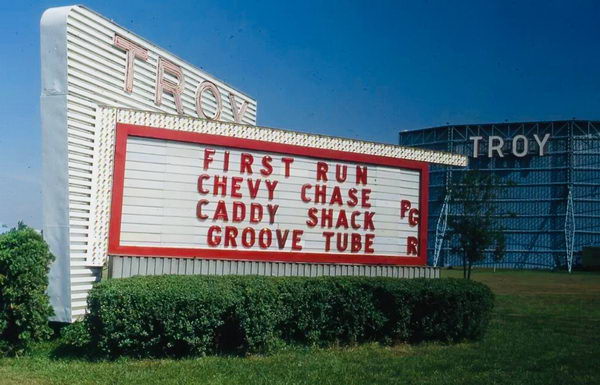 TROY
TROY
FIRST RUN
CHEVY CHASE
CADDY SHACK PG
GROOVE TUBE R